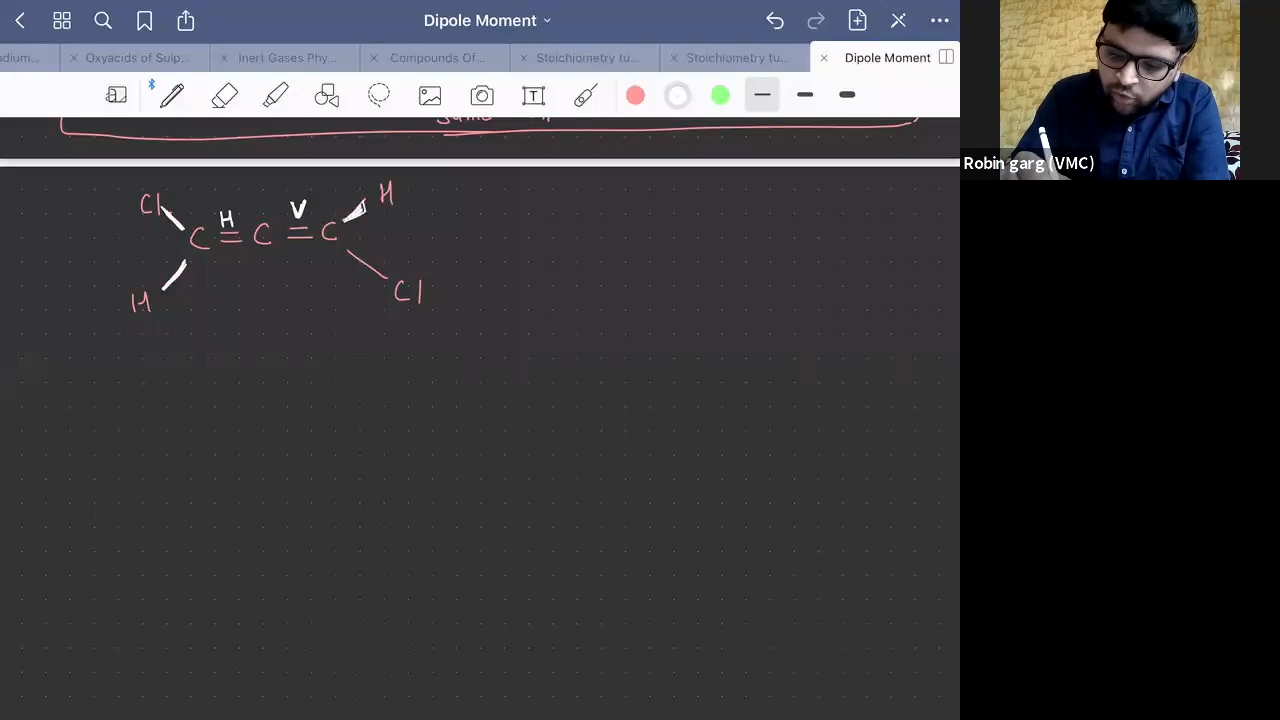 Dipole Moment
odium...
Oxyacids of Sulp...
Inert Gases Phy...
Compounds Of...
Stoichiometry tu...
Stoichiometry tu...
Dipole Moment
T
Robin garg (VMC)
Cl H
H V
C = C = C
H Cl